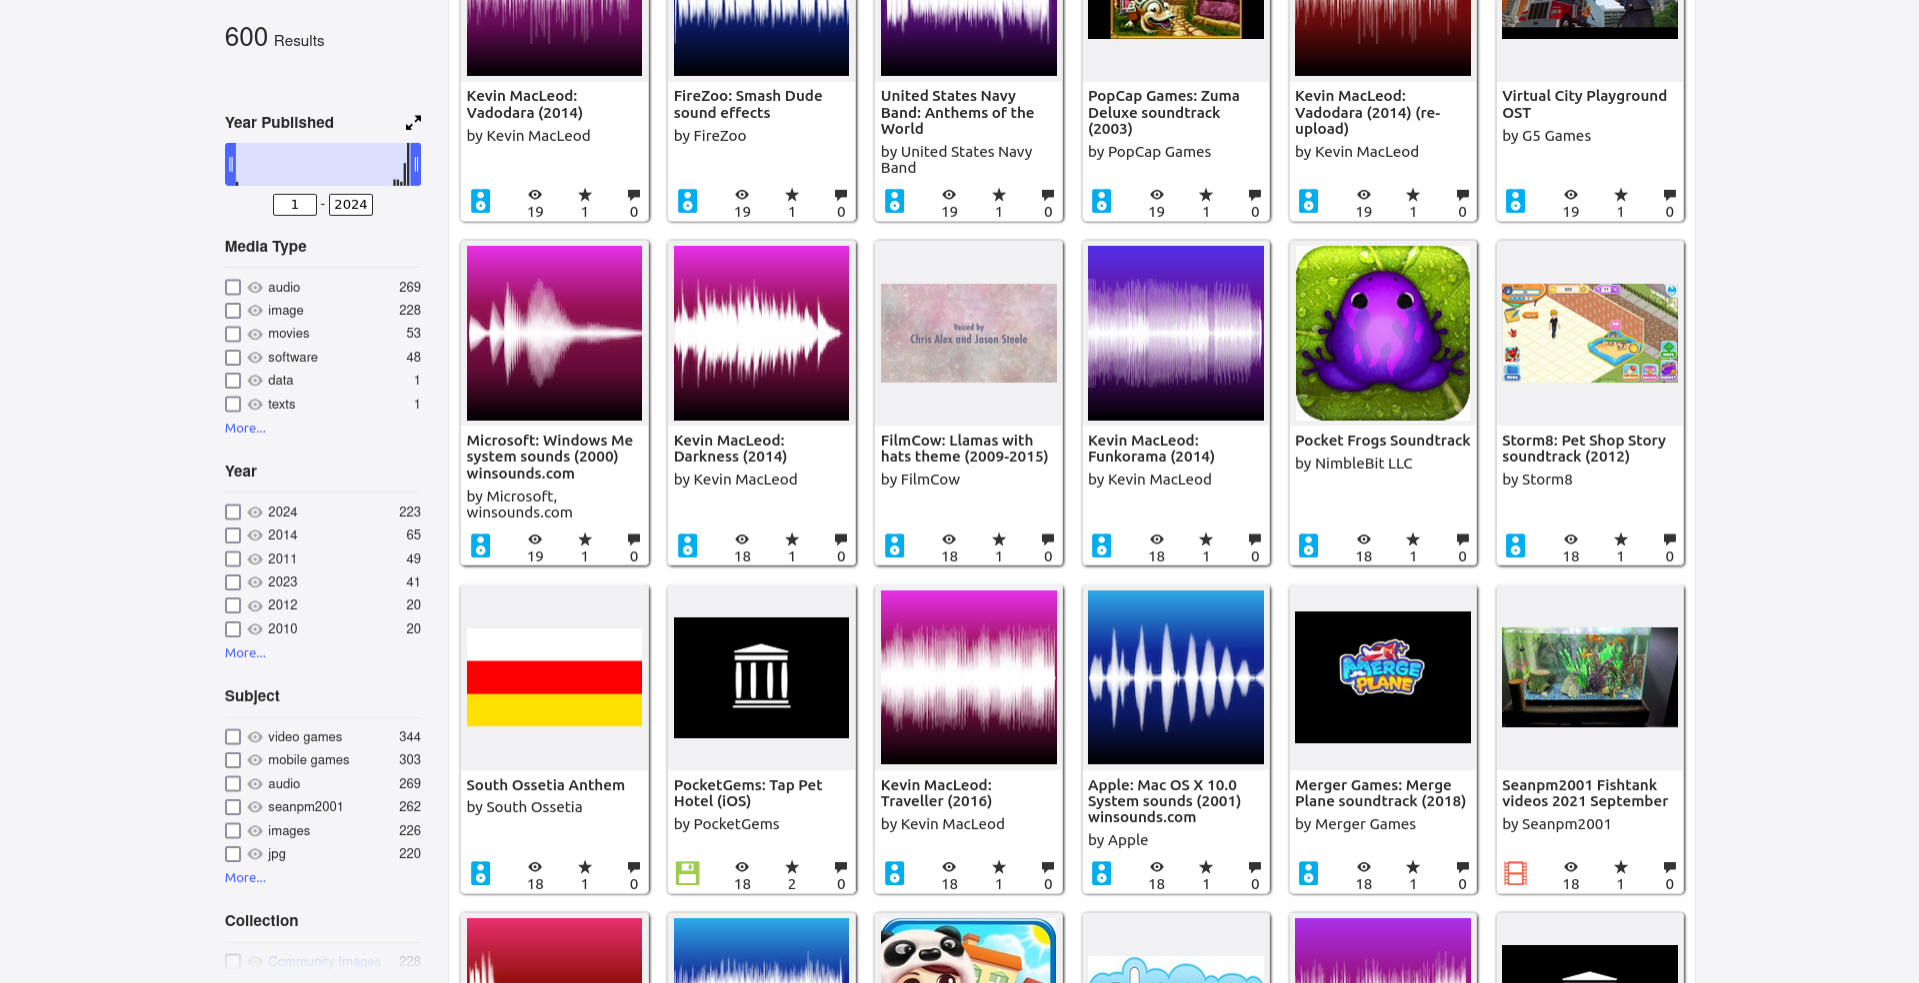 600 Results
Year Published
1 - 2024
Media Type
audio 269
image 228
movies 53
software 48
data 1
texts 1
More...
Year
2024 223
2014 65
2011 49
2023 41
2012 20
2010 20
More...
Subject
video games 344
mobile games 303
audio 269
seanpm2001 262
images 226
jpg 220
More...
Collection
Community Images 228
Kevin MacLeod:
Vadodara (2014)
by Kevin MacLeod
19 1 0
FireZoo: Smash Dude
sound effects
by FireZoo
19 1 0
United States Navy
Band: Anthems of the
World
by United States Navy
Band
19 1 0
PopCap Games: Zuma
Deluxe soundtrack
(2003)
by PopCap Games
19 1 0
Kevin MacLeod:
Vadodara (2014) (re-
upload)
by Kevin MacLeod
19 1 0
Virtual City Playground
OST
by G5 Games
19 1 0
Microsoft: Windows Me
system sounds (2000)
winsounds.com
by Microsoft,
winsounds.com
19 1 0
Kevin MacLeod:
Darkness (2014)
by Kevin MacLeod
18 1 0
Voiced by
Chris Alex and Jason Steele
FilmCow: Llamas with
hats theme (2009-2015)
by FilmCow
18 1 0
Kevin MacLeod:
Funkorama (2014)
by Kevin MacLeod
18 1 0
Pocket Frogs Soundtrack
by NimbleBit LLC
18 1 0
Storm8: Pet Shop Story
soundtrack (2012)
by Storm8
18 1 0
South Ossetia Anthem
by South Ossetia
18 1 0
PocketGems: Tap Pet
Hotel (iOS)
by PocketGems
18 2 0
Kevin MacLeod:
Traveller (2016)
by Kevin MacLeod
18 1 0
Apple: Mac OS X 10.0
System sounds (2001)
winsounds.com
by Apple
18 1 0
MERGE
PLANE
Merger Games: Merge
Plane soundtrack (2018)
by Merger Games
18 1 0
Seanpm2001 Fishtank
videos 2021 September
by Seanpm2001
18 1 0